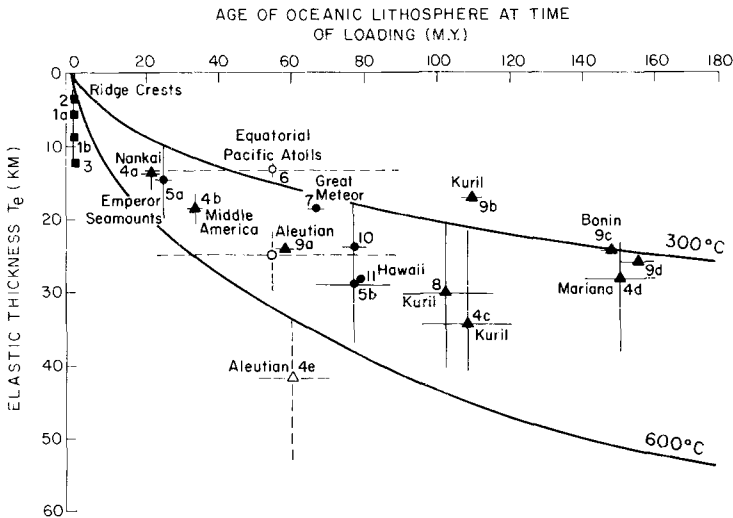 AGE OF OCEANIC LITHOSPHERE AT TIME
OF LOADING (M.Y.)
0 20 40 60 80 100 120 140 160 180
ELASTIC THICKNESS Te (KM)
0
10
20
30
40
50
60
Ridge Crests
2
1a
1b
3
Nankai
4a
5a
Emperor
Seamounts
4b
Middle
America
Equatorial
Pacific Atolls
6
Great
Meteor
7
Aleutian
9a
10
11 Hawaii
5b
Kuril
9b
8
Kuril
4c
Kuril
Bonin
9c
9d
Mariana 4d
300°C
Aleutian 4e
600°C